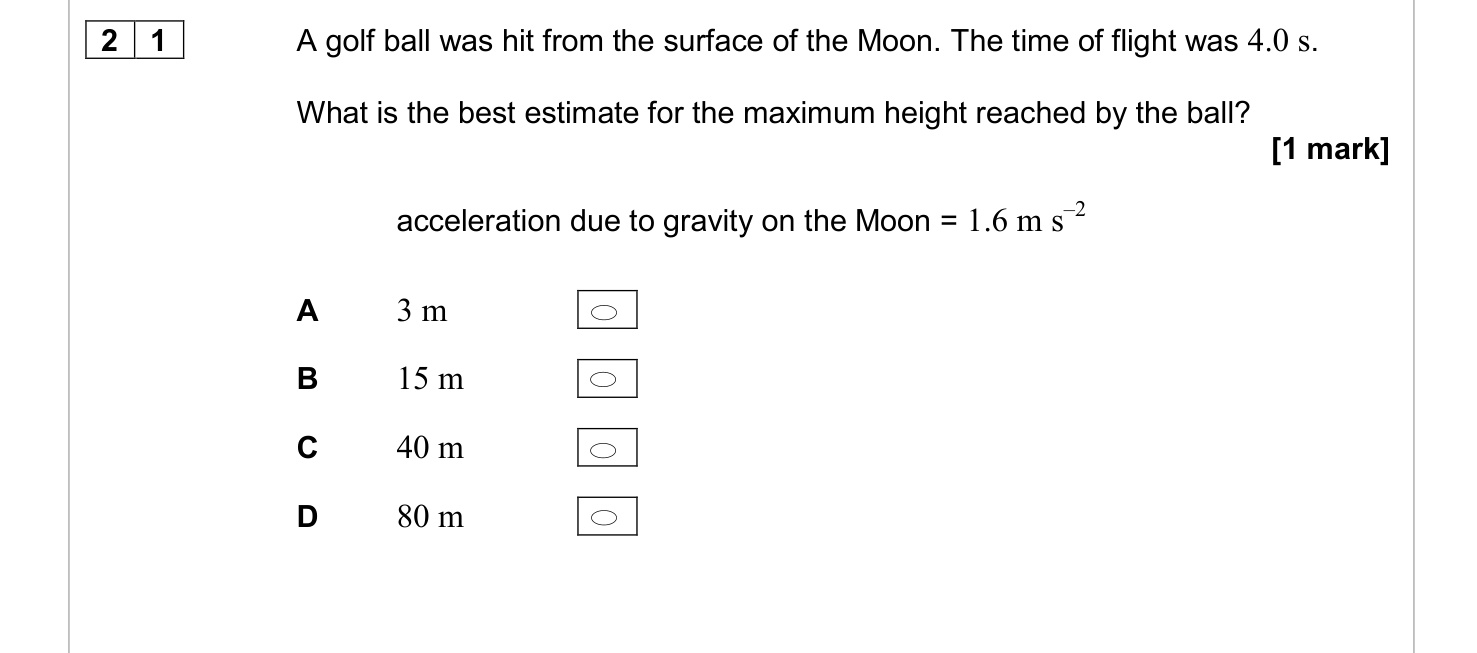 2 1 A golf ball was hit from the surface of the Moon. The time of flight was 4.0 s.
What is the best estimate for the maximum height reached by the ball?
[1 mark]
acceleration due to gravity on the Moon = 1.6 m s⁻²
A 3 m
B 15 m
C 40 m
D 80 m